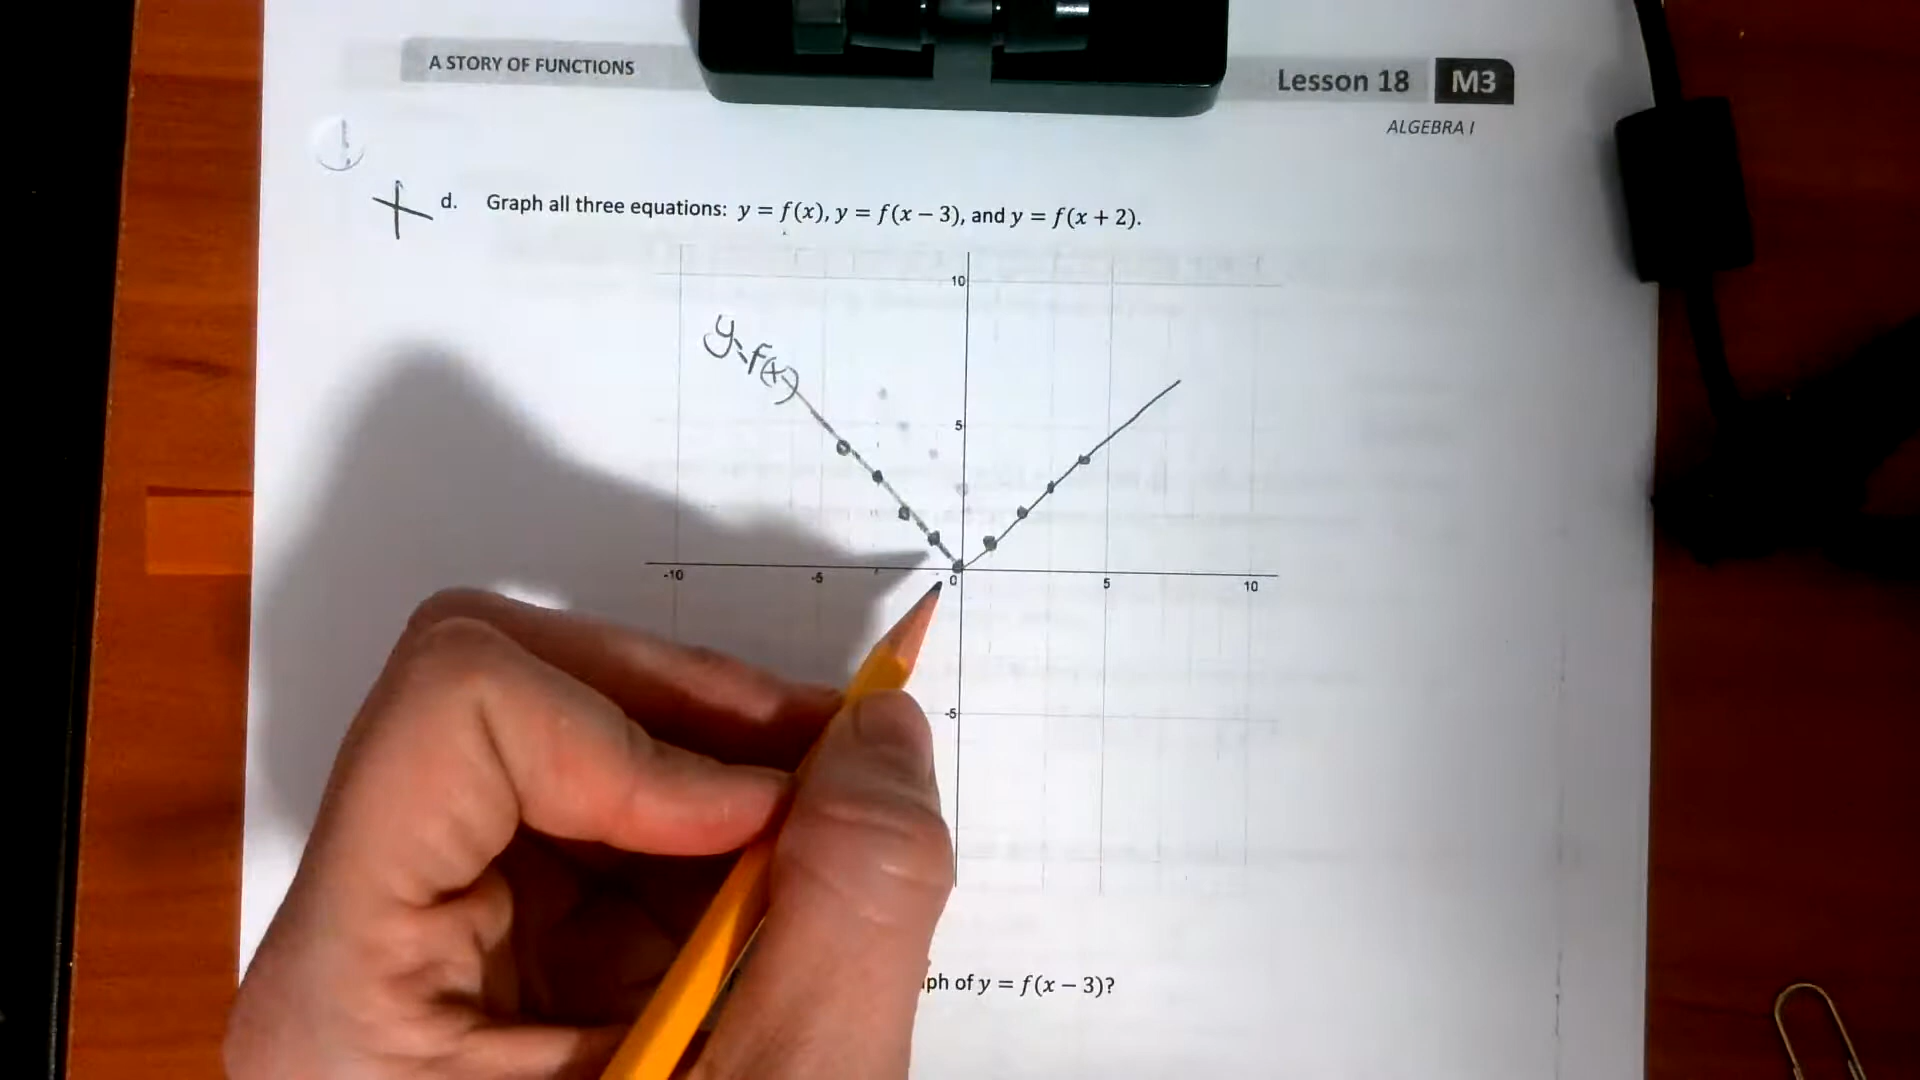 A STORY OF FUNCTIONS
Lesson 18 M3
ALGEBRA I
d. Graph all three equations: y = f(x), y = f(x − 3), and y = f(x + 2).
10
y=f(x)
5
-10 -5 0 5 10
-5
ph of y = f(x − 3)?